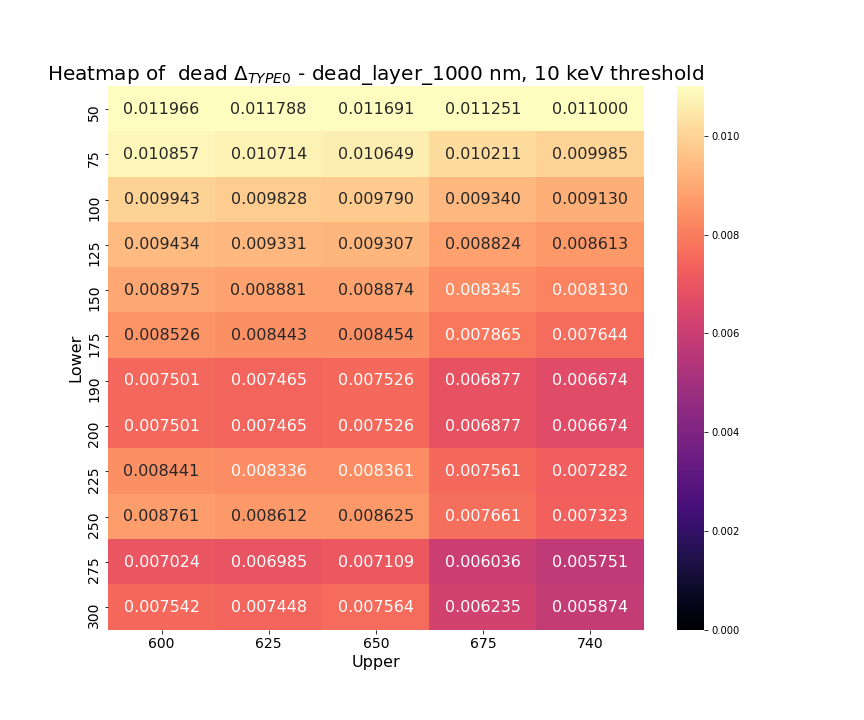 Heatmap of dead Δ_TYPE0 - dead_layer_1000 nm, 10 keV threshold
50 0.011966 0.011788 0.011691 0.011251 0.011000
75 0.010857 0.010714 0.010649 0.010211 0.009985
100 0.009943 0.009828 0.009790 0.009340 0.009130
125 0.009434 0.009331 0.009307 0.008824 0.008613
150 0.008975 0.008881 0.008874 0.008345 0.008130
175 0.008526 0.008443 0.008454 0.007865 0.007644
190 0.007501 0.007465 0.007526 0.006877 0.006674
200 0.007501 0.007465 0.007526 0.006877 0.006674
225 0.008441 0.008336 0.008361 0.007561 0.007282
250 0.008761 0.008612 0.008625 0.007661 0.007323
275 0.007024 0.006985 0.007109 0.006036 0.005751
300 0.007542 0.007448 0.007564 0.006235 0.005874
Lower
600 625 650 675 740
Upper
0.010
0.008
0.006
0.004
0.002
0.000